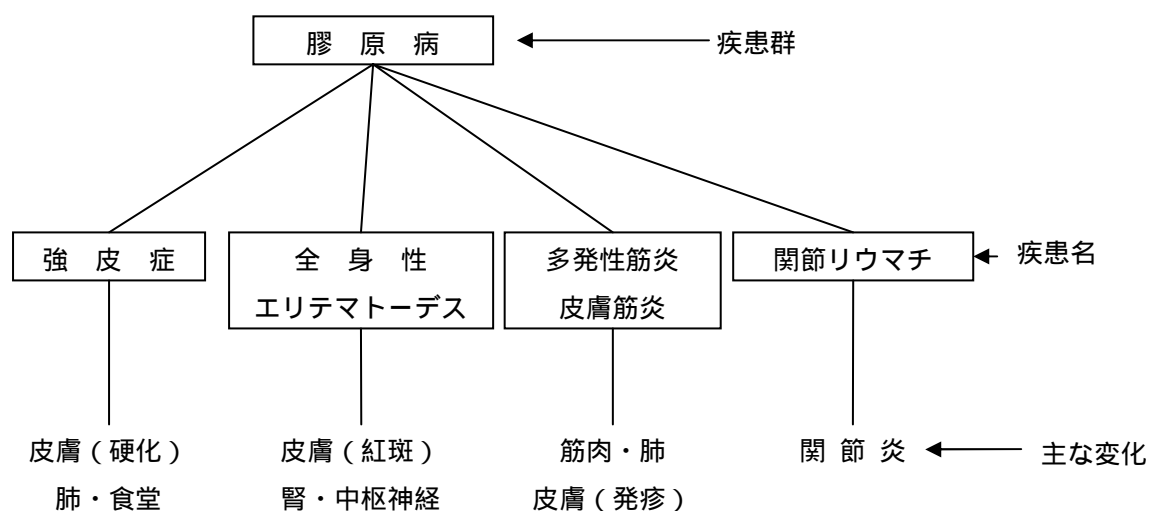 膠 原 病
疾患群
強 皮 症
全 身 性
エリテマトーデス
多発性筋炎
皮膚筋炎
関節リウマチ
疾患名
皮膚(硬化)
肺・食堂
皮膚(紅斑)
腎・中枢神経
筋肉・肺
皮膚(発疹)
関 節 炎
主な変化